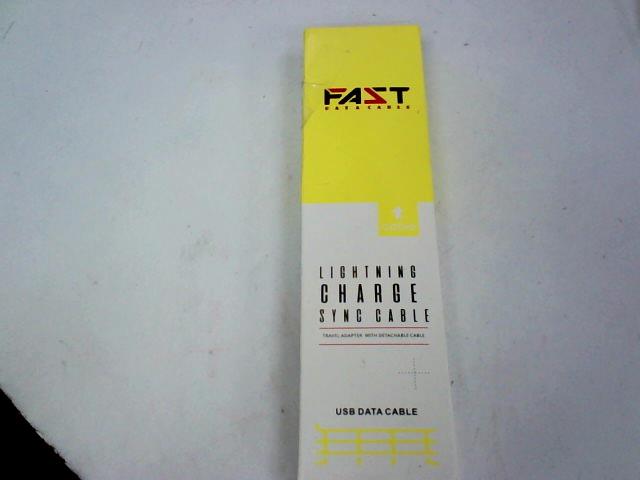 FAST
DATA CABLE
LIGHTNING
CHARGE
SYNC CABLE
TRAVEL ADAPTER WITH DETACHABLE CABLE
USB DATA CABLE